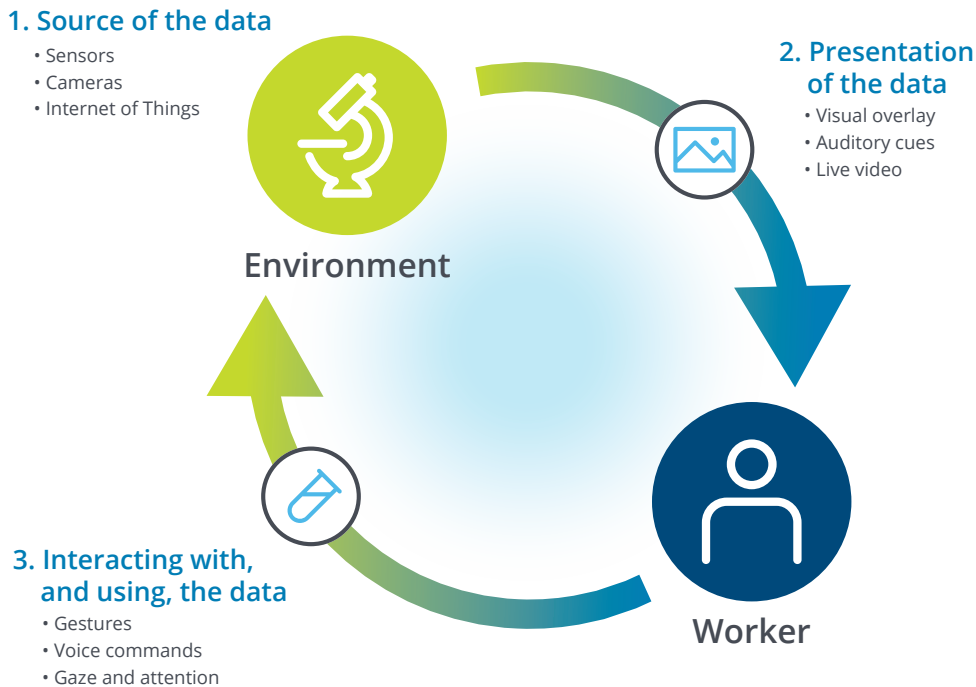 1. Source of the data
• Sensors
• Cameras
• Internet of Things
2. Presentation
of the data
• Visual overlay
• Auditory cues
• Live video
Environment
Worker
3. Interacting with,
and using, the data
• Gestures
• Voice commands
• Gaze and attention